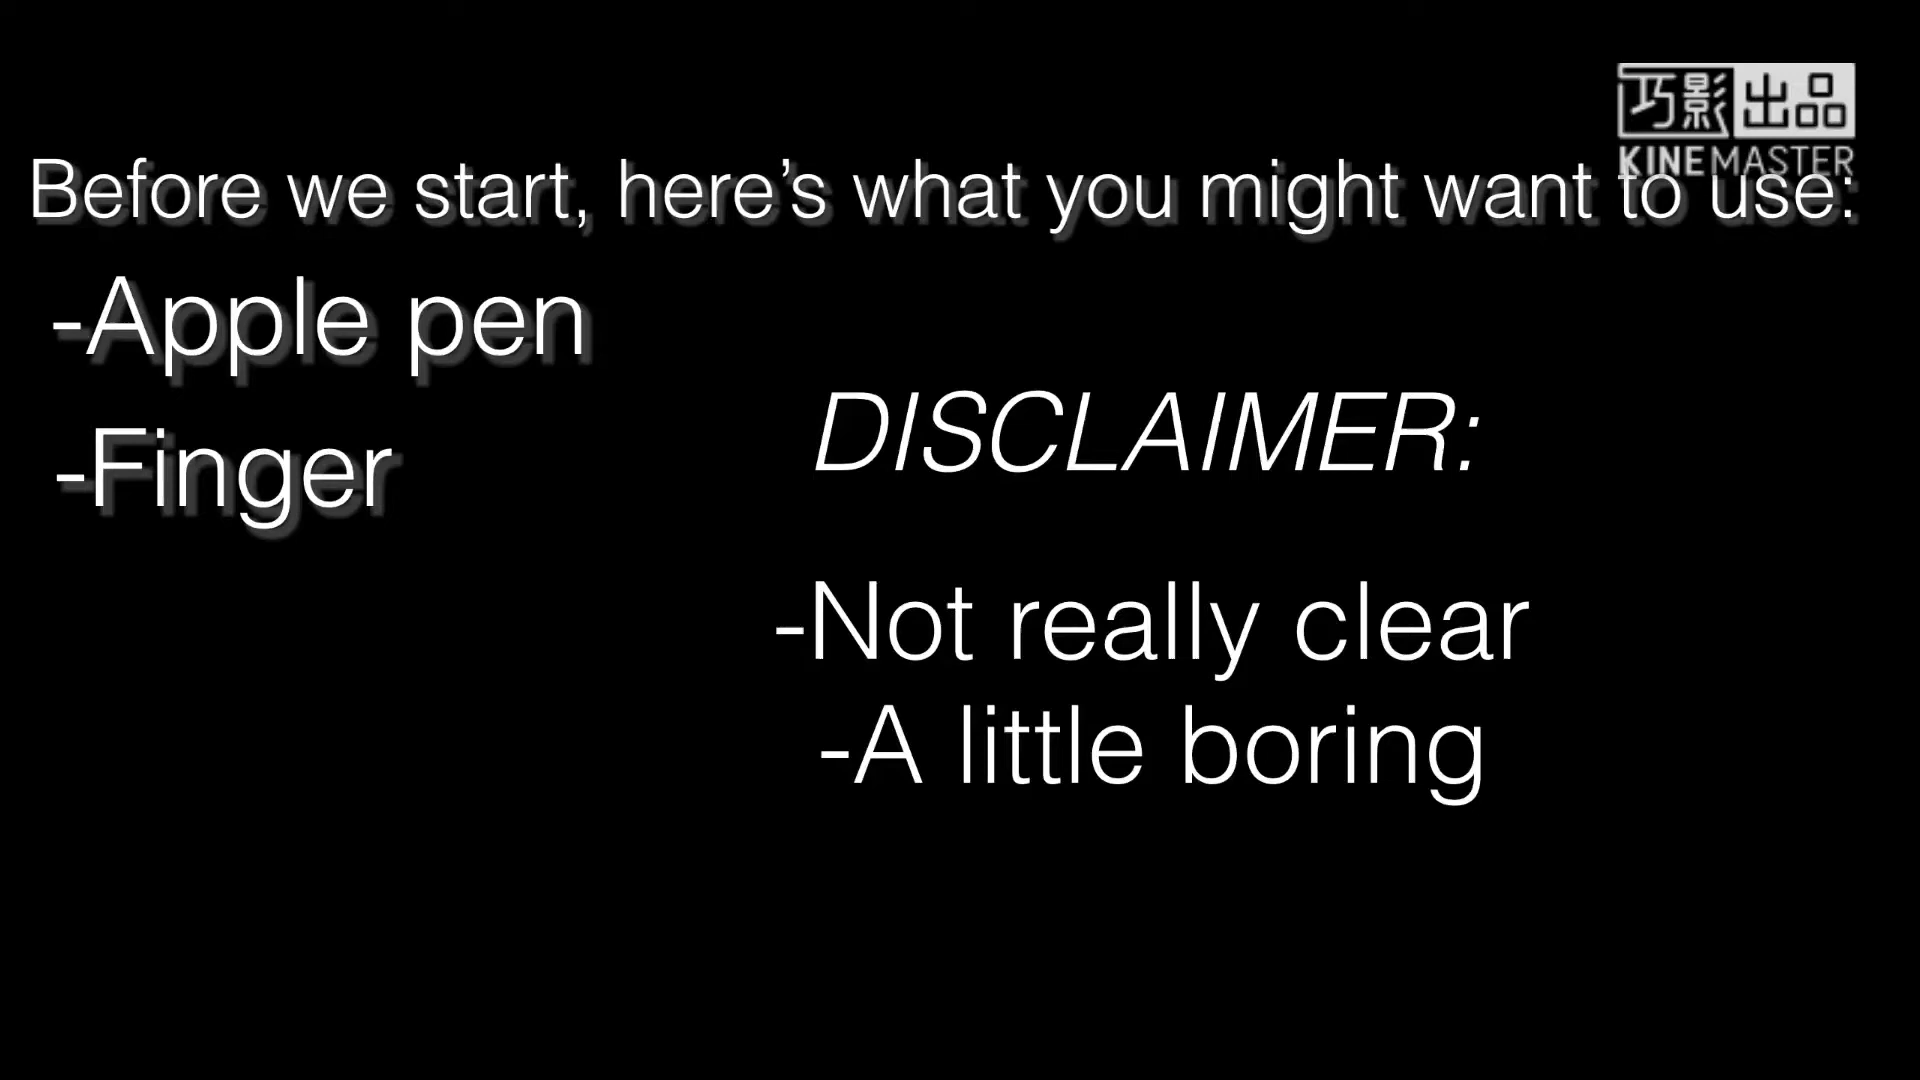 巧影出品
KINEMASTER
Before we start, here’s what you might want to use:
-Apple pen
-Finger
DISCLAIMER:
-Not really clear
-A little boring